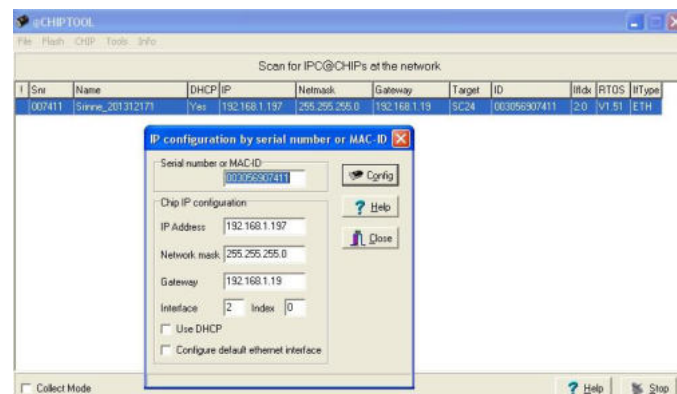 @CHIPTOOL
File Flash CHIP Tools Info
Scan for IPC@CHIPs at the network
! Snr Name DHCP IP Netmask Gateway Target ID Itfidx RTOS ItfType
007411 Srinne_201312171 Yes 192.168.1.197 255.255.255.0 192.168.1.19 SC24 003056907411 2.0 V1.51 ETH
IP configuration by serial number or MAC-ID
Serial number or MAC-ID
003056907411
Config
Chip IP configuration
Help
IP Address 192.168.1.197
Close
Network mask 255.255.255.0
Gateway 192.168.1.19
Interface 2 Index 0
Use DHCP
Configure default ethernet interface
Collect Mode
Help
Stop